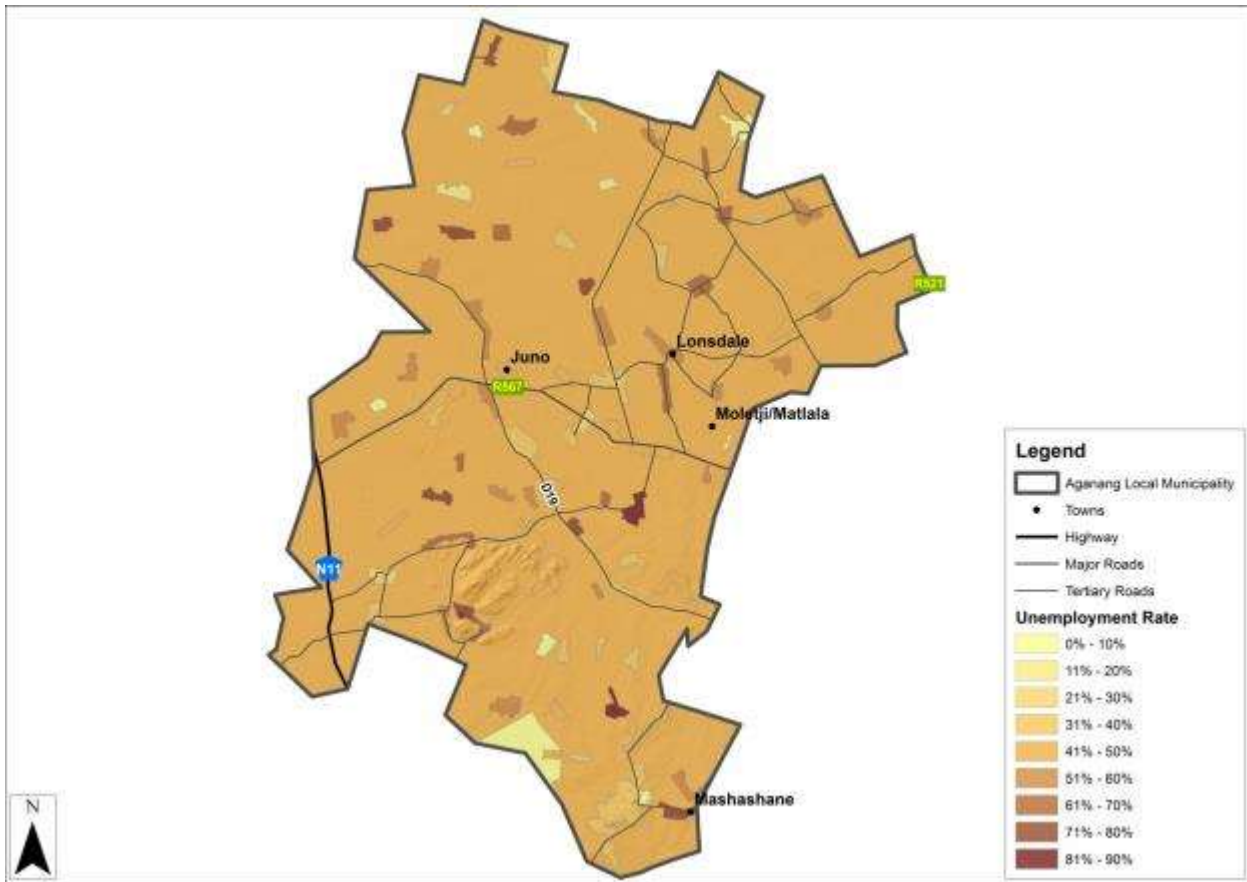 R521
Lonsdale
Juno
R567
Moletji/Matlala
D19
N11
Mashashane
N
Legend
Aganang Local Municipality
Towns
Highway
Major Roads
Tertiary Roads
Unemployment Rate
0% - 10%
11% - 20%
21% - 30%
31% - 40%
41% - 50%
51% - 60%
61% - 70%
71% - 80%
81% - 90%